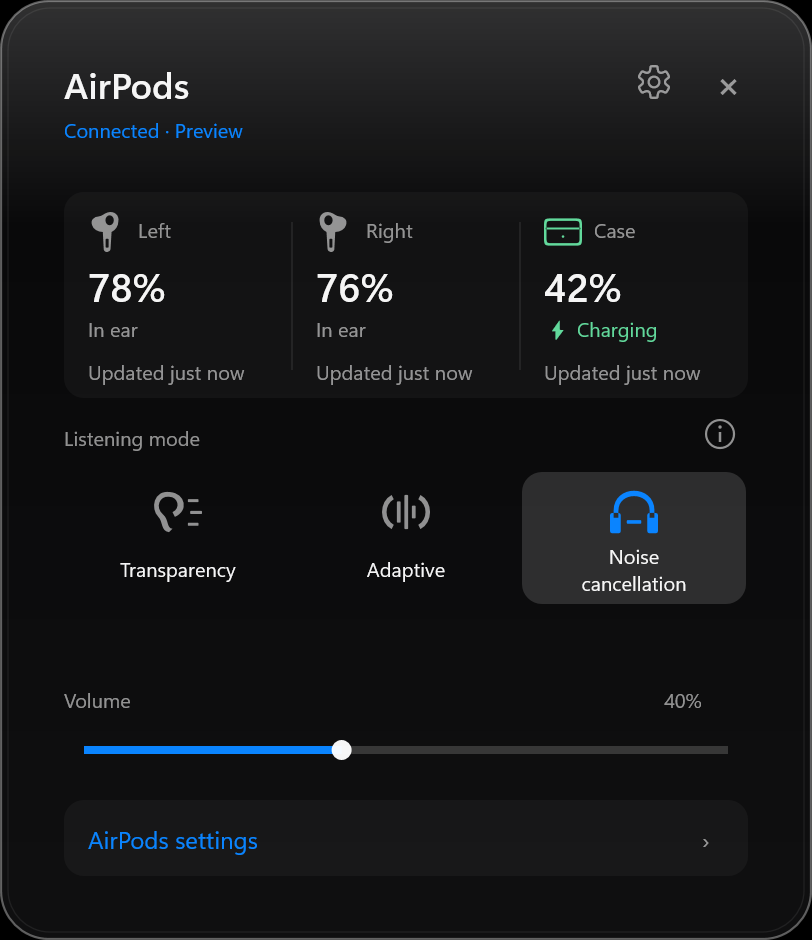 AirPods
Connected · Preview
Left
78%
In ear
Updated just now
Right
76%
In ear
Updated just now
Case
42%
Charging
Updated just now
Listening mode
Transparency
Adaptive
Noise
cancellation
Volume
40%
AirPods settings